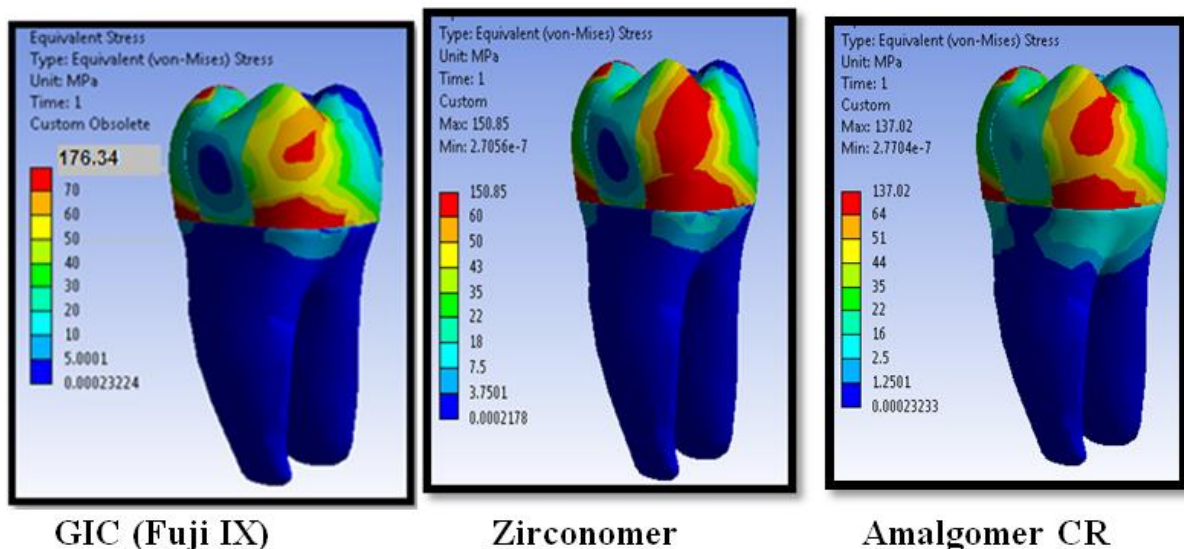 Equivalent Stress
Type: Equivalent (von-Mises) Stress
Unit: MPa
Time: 1
Custom Obsolete
176.34
70
60
50
40
30
20
10
5.0001
0.00023224
GIC (Fuji IX)
Type: Equivalent (von-Mises) Stress
Unit: MPa
Time: 1
Custom
Max: 150.85
Min: 2.7056e-7
150.85
60
50
43
35
22
18
7.5
3.7501
0.0002178
Zirconomer
Type: Equivalent (von-Mises) Stress
Unit: MPa
Time: 1
Custom
Max: 137.02
Min: 2.7704e-7
137.02
64
51
44
35
22
16
2.5
1.2501
0.00023233
Amalgomer CR